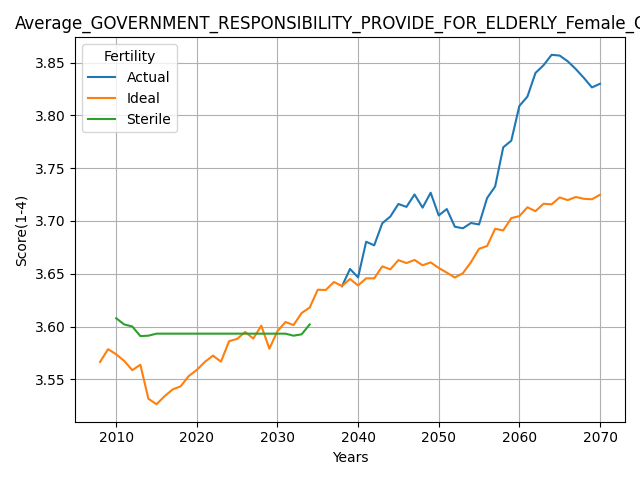 Average_GOVERNMENT_RESPONSIBILITY_PROVIDE_FOR_ELDERLY_Female_
Fertility
Actual
Ideal
Sterile
3.85
3.80
3.75
3.70
3.65
3.60
3.55
Score(1-4)
2010 2020 2030 2040 2050 2060 2070
Years